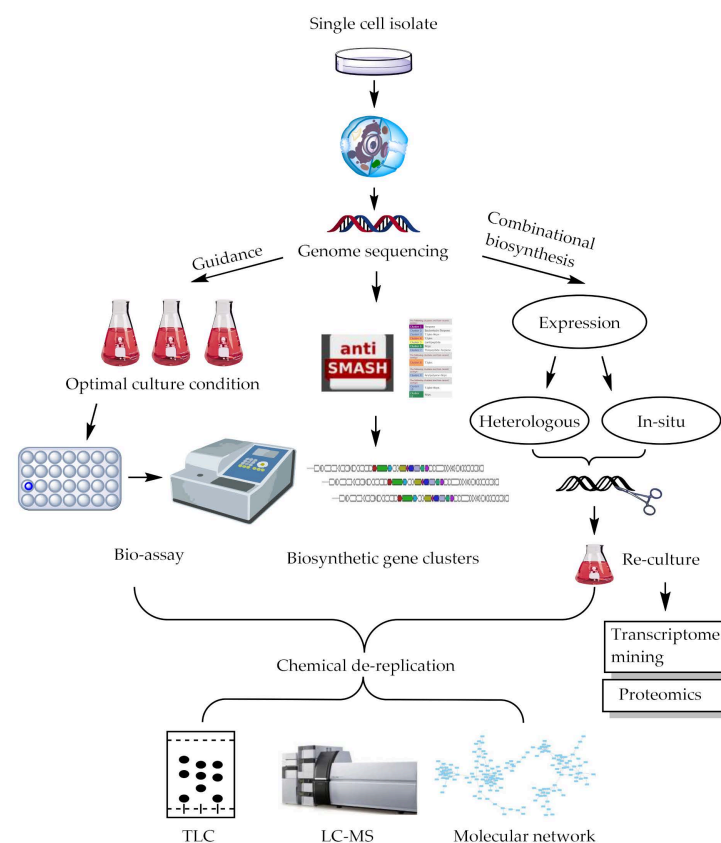 Single cell isolate
Combinational
biosynthesis
Guidance
Genome sequencing
Expression
anti
SMASH
Optimal culture condition
Heterologous
In-situ
Bio-assay
Biosynthetic gene clusters
Re-culture
Transcriptome
mining
Proteomics
Chemical de-replication
TLC
LC-MS
Molecular network